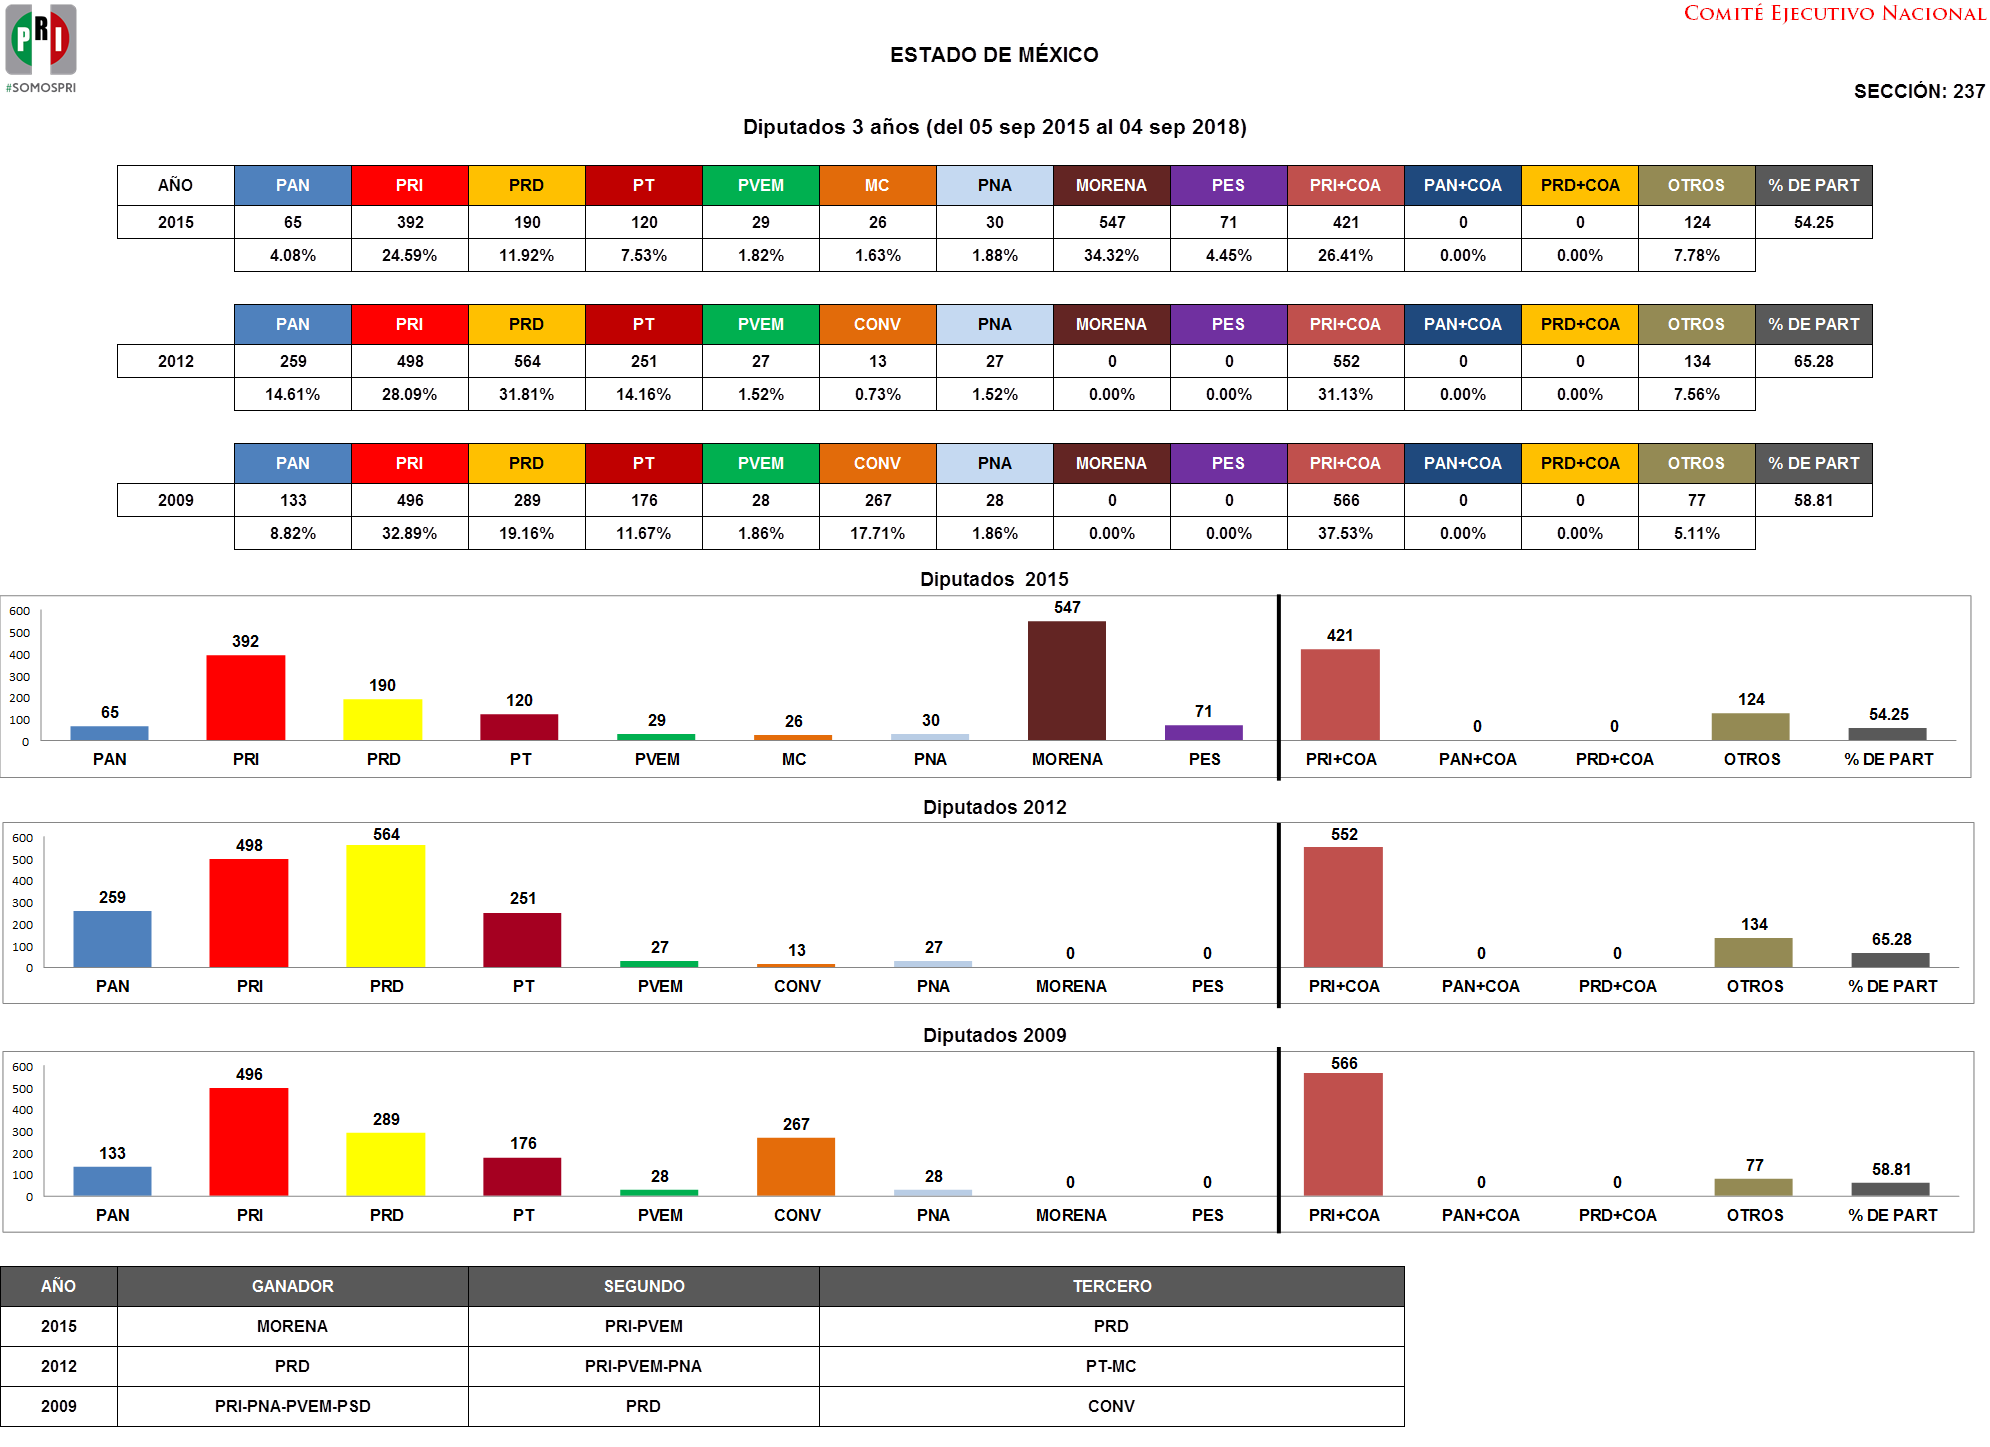 PRI
#SOMOSPRI
COMITÉ EJECUTIVO NACIONAL
ESTADO DE MÉXICO
SECCIÓN: 237
Diputados 3 años (del 05 sep 2015 al 04 sep 2018)
AÑO PAN PRI PRD PT PVEM MC PNA MORENA PES PRI+COA PAN+COA PRD+COA OTROS % DE PART
2015 65 392 190 120 29 26 30 547 71 421 0 0 124 54.25
4.08% 24.59% 11.92% 7.53% 1.82% 1.63% 1.88% 34.32% 4.45% 26.41% 0.00% 0.00% 7.78%
PAN PRI PRD PT PVEM CONV PNA MORENA PES PRI+COA PAN+COA PRD+COA OTROS % DE PART
2012 259 498 564 251 27 13 27 0 0 552 0 0 134 65.28
14.61% 28.09% 31.81% 14.16% 1.52% 0.73% 1.52% 0.00% 0.00% 31.13% 0.00% 0.00% 7.56%
PAN PRI PRD PT PVEM CONV PNA MORENA PES PRI+COA PAN+COA PRD+COA OTROS % DE PART
2009 133 496 289 176 28 267 28 0 0 566 0 0 77 58.81
8.82% 32.89% 19.16% 11.67% 1.86% 17.71% 1.86% 0.00% 0.00% 37.53% 0.00% 0.00% 5.11%
Diputados 2015
600
500
400
300
200
100
0
65 392 190 120 29 26 30 547 71 421 0 0 124 54.25
PAN PRI PRD PT PVEM MC PNA MORENA PES PRI+COA PAN+COA PRD+COA OTROS % DE PART
Diputados 2012
600
500
400
300
200
100
0
259 498 564 251 27 13 27 0 0 552 0 0 134 65.28
PAN PRI PRD PT PVEM CONV PNA MORENA PES PRI+COA PAN+COA PRD+COA OTROS % DE PART
Diputados 2009
600
500
400
300
200
100
0
133 496 289 176 28 267 28 0 0 566 0 0 77 58.81
PAN PRI PRD PT PVEM CONV PNA MORENA PES PRI+COA PAN+COA PRD+COA OTROS % DE PART
AÑO GANADOR SEGUNDO TERCERO
2015 MORENA PRI-PVEM PRD
2012 PRD PRI-PVEM-PNA PT-MC
2009 PRI-PNA-PVEM-PSD PRD CONV